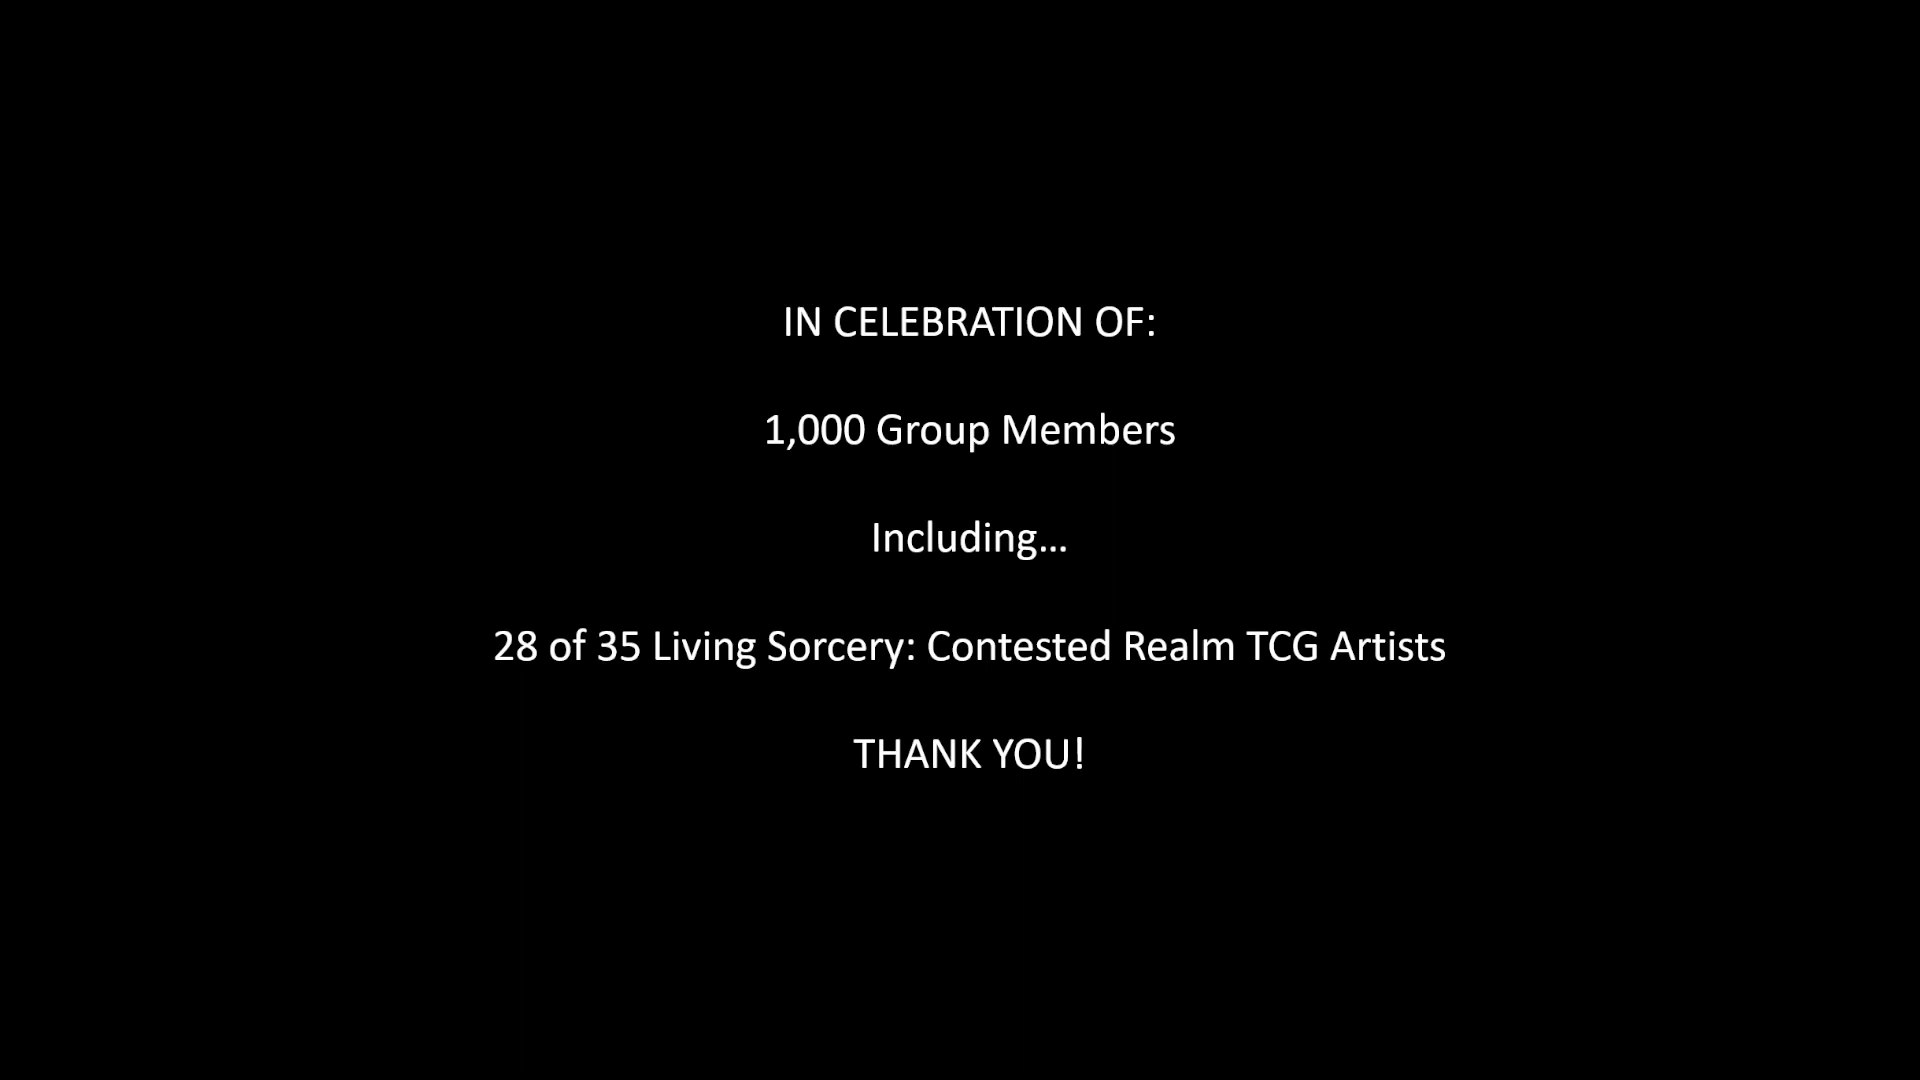 IN CELEBRATION OF:
1,000 Group Members
Including...
28 of 35 Living Sorcery: Contested Realm TCG Artists
THANK YOU!